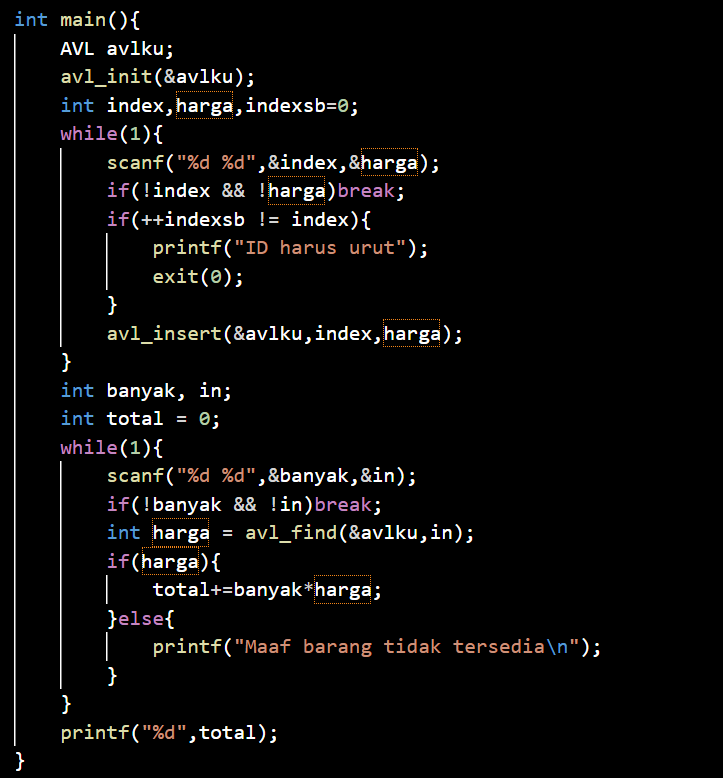 int main(){
    AVL avlku;
    avl_init(&avlku);
    int index,harga,indexsb=0;
    while(1){
        scanf("%d %d",&index,&harga);
        if(!index && !harga)break;
        if(++indexsb != index){
            printf("ID harus urut");
            exit(0);
        }
        avl_insert(&avlku,index,harga);
    }
    int banyak, in;
    int total = 0;
    while(1){
        scanf("%d %d",&banyak,&in);
        if(!banyak && !in)break;
        int harga = avl_find(&avlku,in);
        if(harga){
            total+=banyak*harga;
        }else{
            printf("Maaf barang tidak tersedia\n");
        }
    }
    printf("%d",total);
}